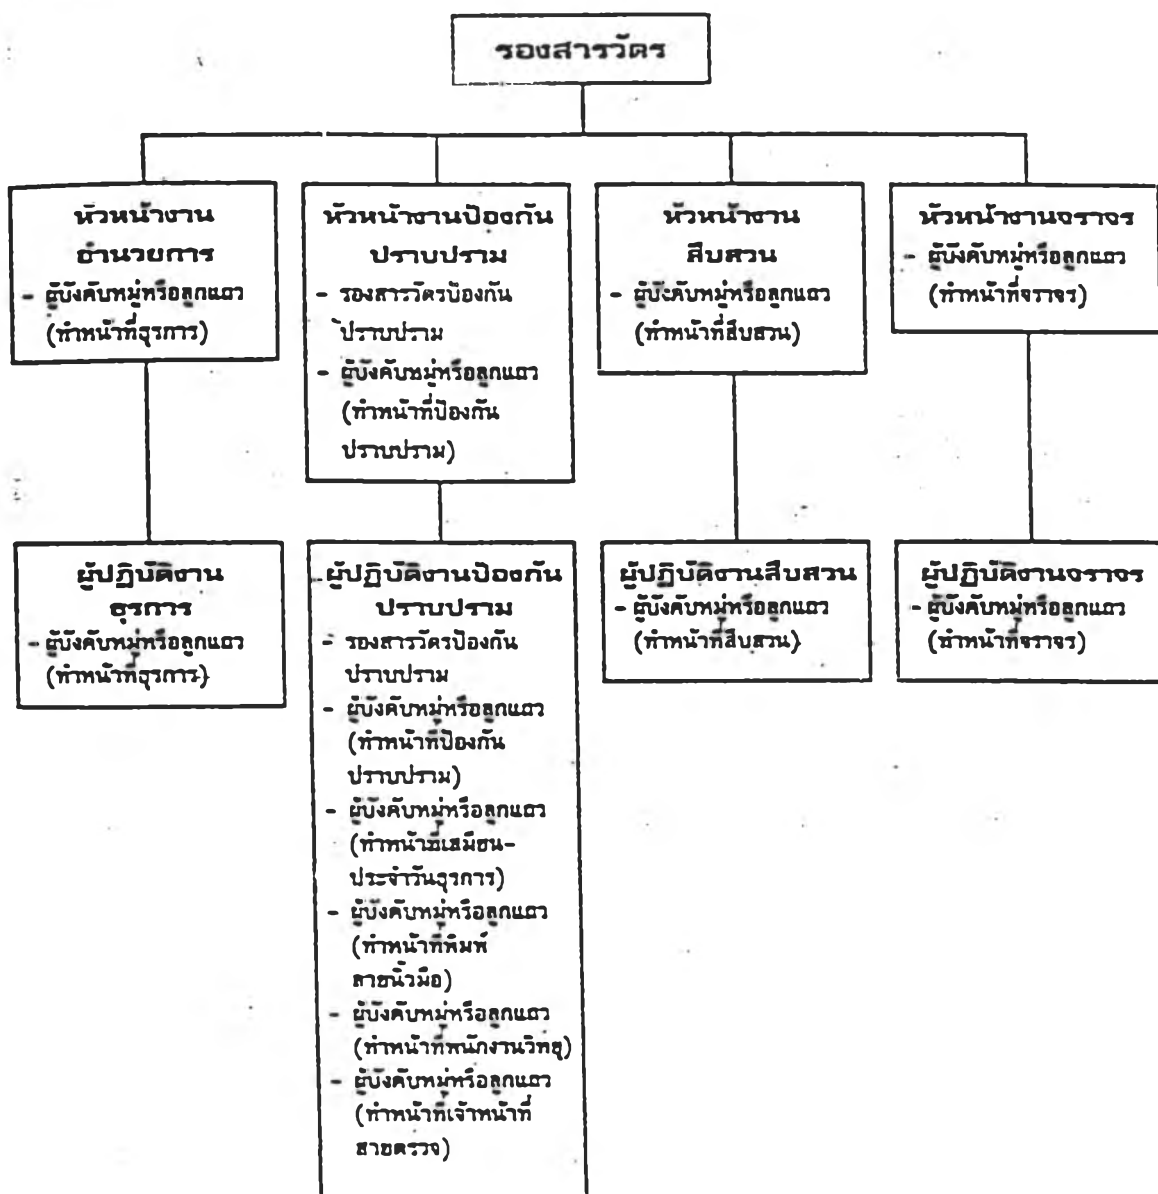 รองสารวัตร
หัวหน้างาน
อำนวยการ
- ผู้บังคับหมู่หรือลูกแถว
(ทำหน้าที่ธุรการ)
หัวหน้างานป้องกัน
ปราบปราม
- รองสารวัตรป้องกัน
ปราบปราม
- ผู้บังคับหมู่หรือลูกแถว
(ทำหน้าที่ป้องกัน
ปราบปราม)
หัวหน้างาน
สืบสวน
- ผู้บังคับหมู่หรือลูกแถว
(ทำหน้าที่สืบสวน)
หัวหน้างานจราจร
- ผู้บังคับหมู่หรือลูกแถว
(ทำหน้าที่จราจร)
ผู้ปฏิบัติงาน
ธุรการ
- ผู้บังคับหมู่หรือลูกแถว
(ทำหน้าที่ธุรการ)
ผู้ปฏิบัติงานป้องกัน
ปราบปราม
- รองสารวัตรป้องกัน
ปราบปราม
- ผู้บังคับหมู่หรือลูกแถว
(ทำหน้าที่ป้องกัน
ปราบปราม)
- ผู้บังคับหมู่หรือลูกแถว
(ทำหน้าที่เสมียน-
ประจำวันธุรการ)
- ผู้บังคับหมู่หรือลูกแถว
(ทำหน้าที่พิมพ์
ลายนิ้วมือ)
- ผู้บังคับหมู่หรือลูกแถว
(ทำหน้าที่พนักงานวิทยุ)
- ผู้บังคับหมู่หรือลูกแถว
(ทำหน้าที่เจ้าหน้าที่
สายตรวจ)
ผู้ปฏิบัติงานสืบสวน
- ผู้บังคับหมู่หรือลูกแถว
(ทำหน้าที่สืบสวน)
ผู้ปฏิบัติงานจราจร
- ผู้บังคับหมู่หรือลูกแถว
(ทำหน้าที่จราจร)